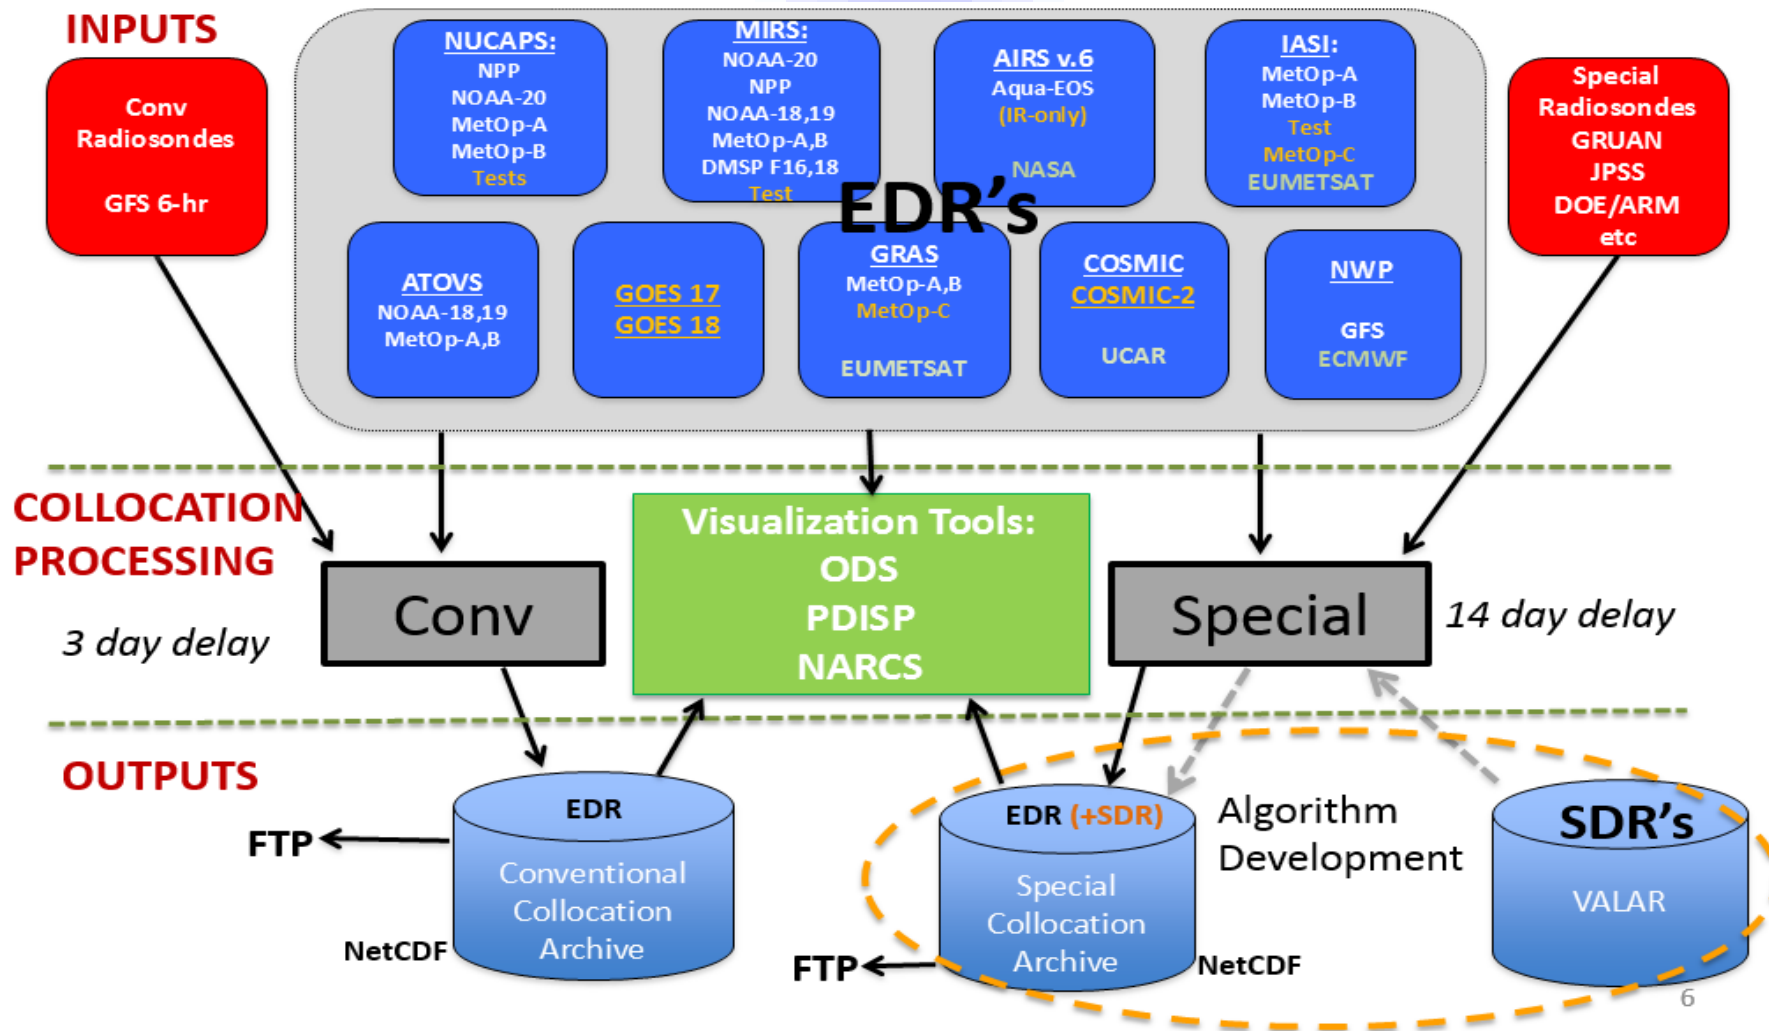 INPUTS
Conv
Radiosondes
GFS 6-hr
NUCAPS:
NPP
NOAA-20
MetOp-A
MetOp-B
Tests
MIRS:
NOAA-20
NPP
NOAA-18,19
MetOp-A,B
DMSP F16,18
Test
AIRS v.6
Aqua-EOS
(IR-only)
NASA
IASI:
MetOp-A
MetOp-B
Test
MetOp-C
EUMETSAT
Special
Radiosondes
GRUAN
JPSS
DOE/ARM
etc
EDR's
ATOVS
NOAA-18,19
MetOp-A,B
GOES 17
GOES 18
GRAS
MetOp-A,B
MetOp-C
EUMETSAT
COSMIC
COSMIC-2
UCAR
NWP
GFS
ECMWF
COLLOCATION
PROCESSING
3 day delay
Conv
Visualization Tools:
ODS
PDISP
NARCS
Special
14 day delay
OUTPUTS
FTP
EDR
Conventional
Collocation
Archive
NetCDF
EDR (+SDR)
Special
Collocation
Archive
FTP
NetCDF
Algorithm
Development
SDR's
VALAR
6